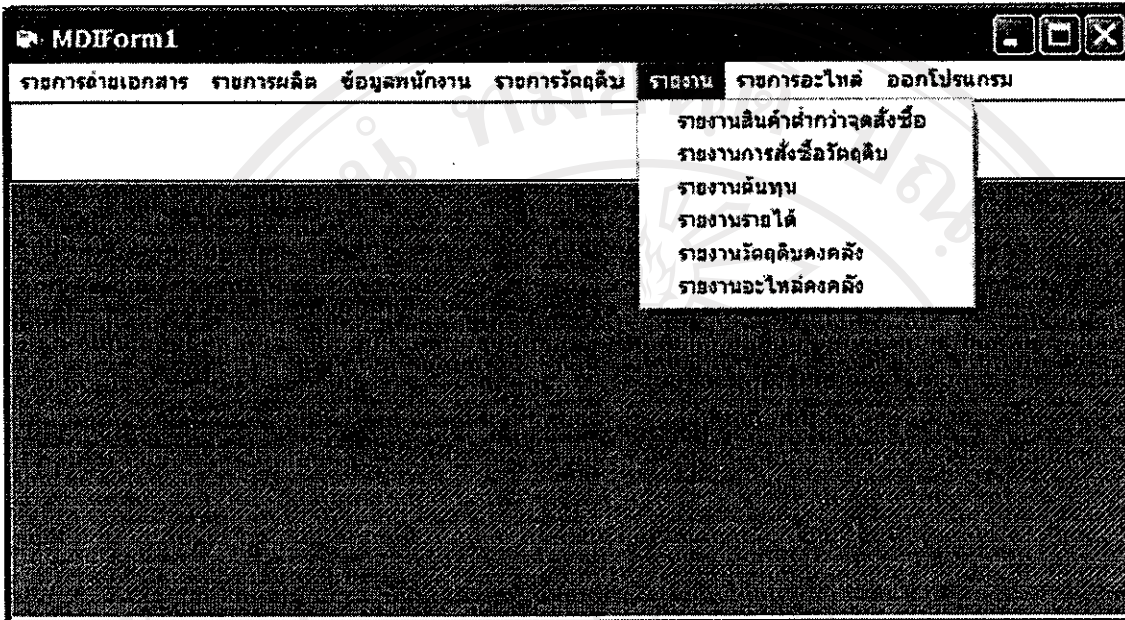 MDIForm1
รายการถ่ายเอกสาร รายการผลิต ข้อมูลพนักงาน รายการวัตถุดิบ รายงาน รายการอะไหล่ ออกโปรแกรม
รายงานสินค้าต่ำกว่าจุดสั่งซื้อ
รายงานการสั่งซื้อวัตถุดิบ
รายงานต้นทุน
รายงานรายได้
รายงานวัตถุดิบคงคลัง
รายงานอะไหล่คงคลัง